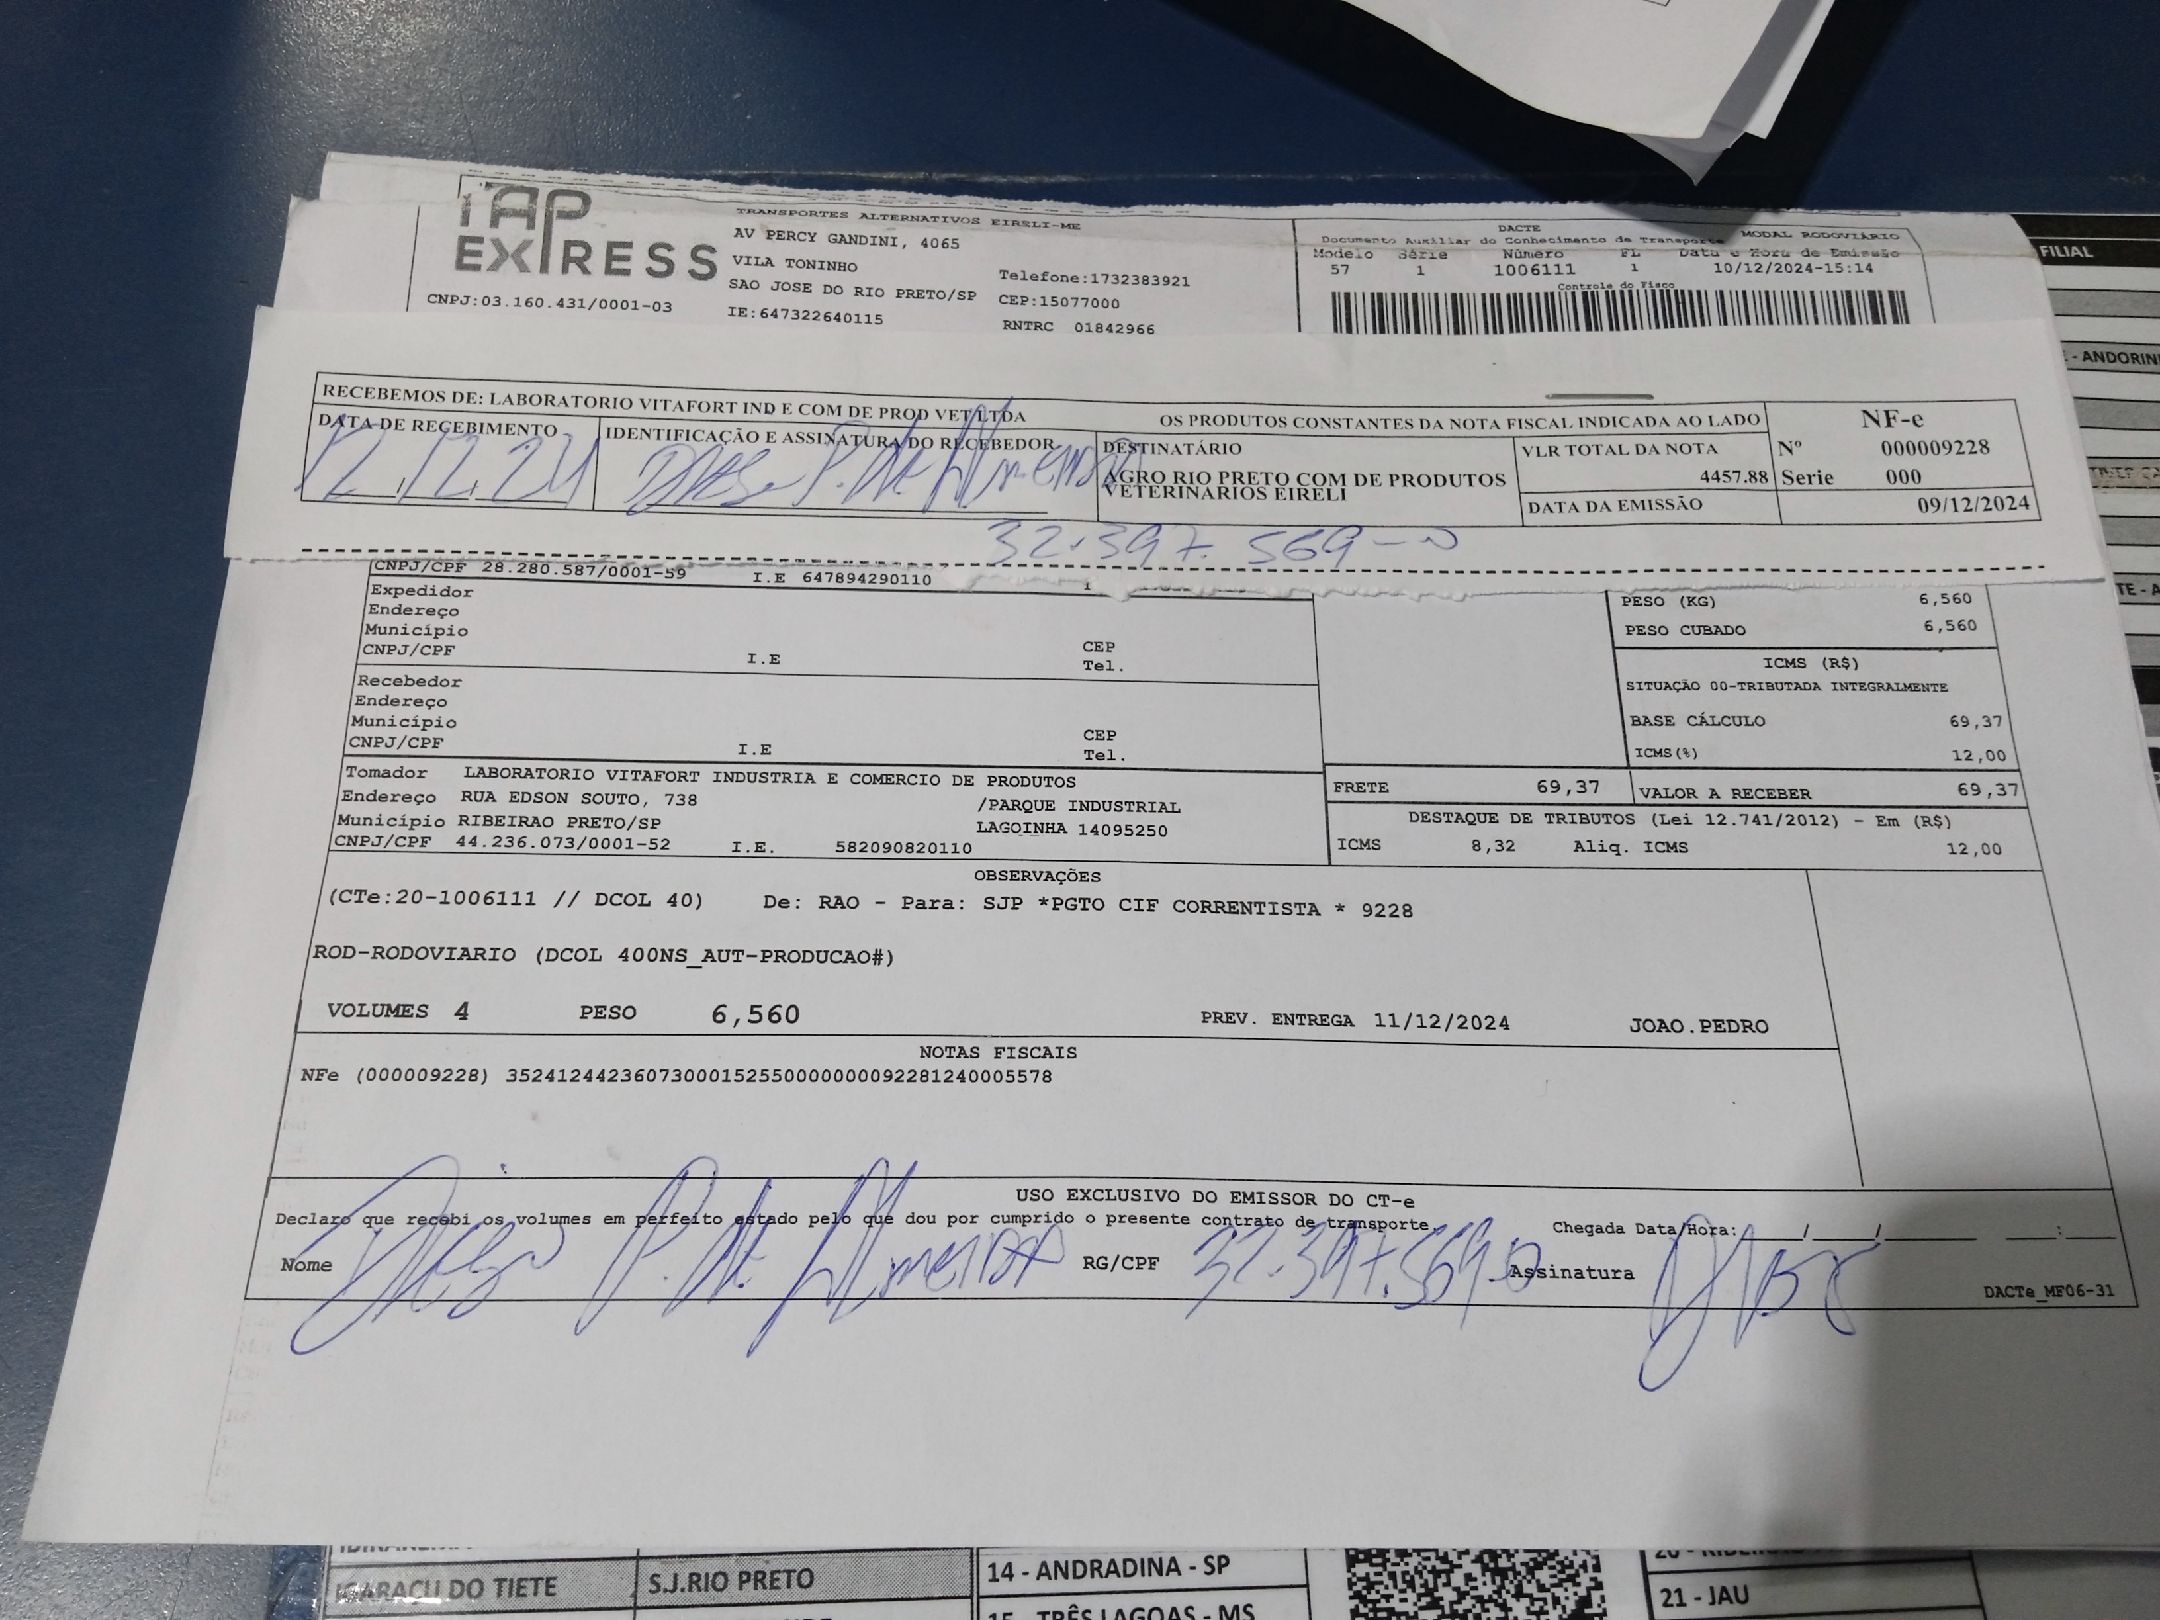 TAP EXPRESS
TRANSPORTES ALTERNATIVOS EIRELI-ME
AV PERCY GANDINI, 4065
VILA TONINHO
SAO JOSE DO RIO PRETO/SP
Telefone:1732383921
CEP:15077000
CNPJ:03.160.431/0001-03
IE:647322640115
RNTRC 01842966
DACTE
Documento Auxiliar do Conhecimento de Transporte
MODAL RODOVIÁRIO
Modelo Série Número FL Data e Hora de Emissão
57 1 1006111 1 10/12/2024-15:14
Controle do Fisco
FILIAL
- ANDORIN
RECEBEMOS DE: LABORATORIO VITAFORT IND E COM DE PROD VET LTDA
OS PRODUTOS CONSTANTES DA NOTA FISCAL INDICADA AO LADO
NF-e
DATA DE RECEBIMENTO
12 12 24
IDENTIFICAÇÃO E ASSINATURA DO RECEBEDOR
Diego P. de Almeida
DESTINATÁRIO
AGRO RIO PRETO COM DE PRODUTOS
VETERINARIOS EIRELI
VLR TOTAL DA NOTA
4457.88
Nº 000009228
Serie 000
DATA DA EMISSÃO
09/12/2024
32.397.569-0
CNPJ/CPF 28.280.587/0001-59 I.E 647894290110
Expedidor
Endereço
Município CEP
CNPJ/CPF I.E Tel.
Recebedor
Endereço
Município CEP
CNPJ/CPF I.E Tel.
PESO (KG) 6,560
PESO CUBADO 6,560
ICMS (R$)
SITUAÇÃO 00-TRIBUTADA INTEGRALMENTE
BASE CÁLCULO 69,37
ICMS(%) 12,00
Tomador LABORATORIO VITAFORT INDUSTRIA E COMERCIO DE PRODUTOS
Endereço RUA EDSON SOUTO, 738 /PARQUE INDUSTRIAL
Município RIBEIRAO PRETO/SP LAGOINHA 14095250
CNPJ/CPF 44.236.073/0001-52 I.E. 582090820110
FRETE 69,37 VALOR A RECEBER 69,37
DESTAQUE DE TRIBUTOS (Lei 12.741/2012) - Em (R$)
ICMS 8,32 Aliq. ICMS 12,00
OBSERVAÇÕES
(CTe:20-1006111 // DCOL 40) De: RAO - Para: SJP *PGTO CIF CORRENTISTA * 9228
ROD-RODOVIARIO (DCOL 400NS_AUT-PRODUCAO#)
VOLUMES 4 PESO 6,560 PREV. ENTREGA 11/12/2024 JOAO.PEDRO
NOTAS FISCAIS
NFe (000009228) 35241244236073000152550000000092281240005578
USO EXCLUSIVO DO EMISSOR DO CT-e
Declaro que recebi os volumes em perfeito estado pelo que dou por cumprido o presente contrato de transporte.
Chegada Data/Hora: / / :
Nome Diego P. de Almeida RG/CPF 32.397.569-0 Assinatura
DACTe_MF06-31
DO TIETE S.J.RIO PRETO
14 - ANDRADINA - SP
15 TRÊS LAGOAS - MS
21 - JAU